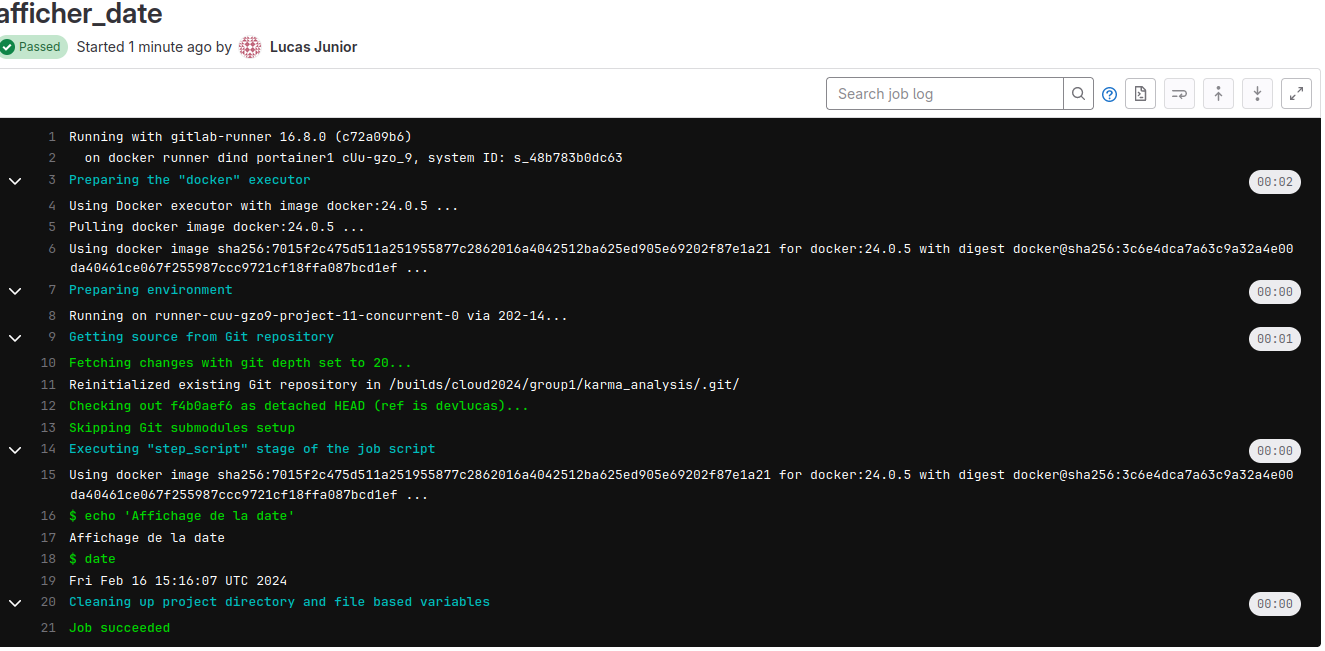 afficher_date
Passed Started 1 minute ago by Lucas Junior
Search job log
1 Running with gitlab-runner 16.8.0 (c72a09b6)
2 on docker runner dind portainer1 cUu-gzo_9, system ID: s_48b783b0dc63
3 Preparing the "docker" executor 00:02
4 Using Docker executor with image docker:24.0.5 ...
5 Pulling docker image docker:24.0.5 ...
6 Using docker image sha256:7015f2c475d511a251955877c2862016a4042512ba625ed905e69202f87e1a21 for docker:24.0.5 with digest docker@sha256:3c6e4dca7a63c9a32a4e00
da40461ce067f255987ccc9721cf18ffa087bcd1ef ...
7 Preparing environment 00:00
8 Running on runner-cuu-gzo9-project-11-concurrent-0 via 202-14...
9 Getting source from Git repository 00:01
10 Fetching changes with git depth set to 20...
11 Reinitialized existing Git repository in /builds/cloud2024/group1/karma_analysis/.git/
12 Checking out f4b0aef6 as detached HEAD (ref is devlucas)...
13 Skipping Git submodules setup
14 Executing "step_script" stage of the job script 00:00
15 Using docker image sha256:7015f2c475d511a251955877c2862016a4042512ba625ed905e69202f87e1a21 for docker:24.0.5 with digest docker@sha256:3c6e4dca7a63c9a32a4e00
da40461ce067f255987ccc9721cf18ffa087bcd1ef ...
16 $ echo 'Affichage de la date'
17 Affichage de la date
18 $ date
19 Fri Feb 16 15:16:07 UTC 2024
20 Cleaning up project directory and file based variables 00:00
21 Job succeeded